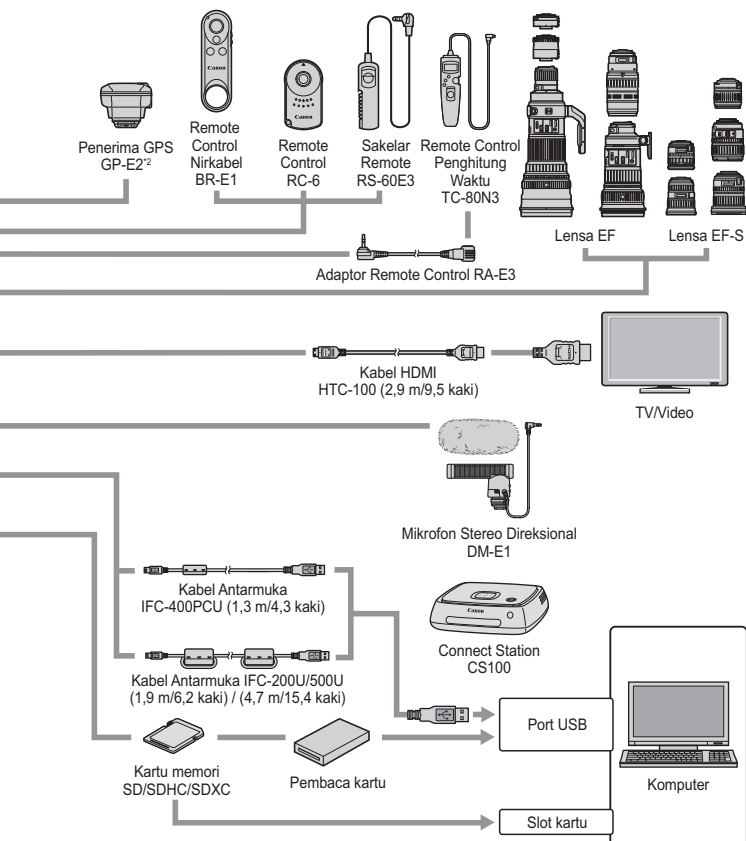 Canon
Canon
Penerima GPS
GP-E2*2
Remote
Control
Nirkabel
BR-E1
Remote
Control
RC-6
Sakelar
Remote
RS-60E3
Remote Control
Penghitung
Waktu
TC-80N3
Lensa EF
Lensa EF-S
Adaptor Remote Control RA-E3
Kabel HDMI
HTC-100 (2,9 m/9,5 kaki)
TV/Video
Mikrofon Stereo Direksional
DM-E1
Kabel Antarmuka
IFC-400PCU (1,3 m/4,3 kaki)
Canon
Connect Station
CS100
Kabel Antarmuka IFC-200U/500U
(1,9 m/6,2 kaki) / (4,7 m/15,4 kaki)
Port USB
Komputer
Kartu memori
SD/SDHC/SDXC
Pembaca kartu
Slot kartu